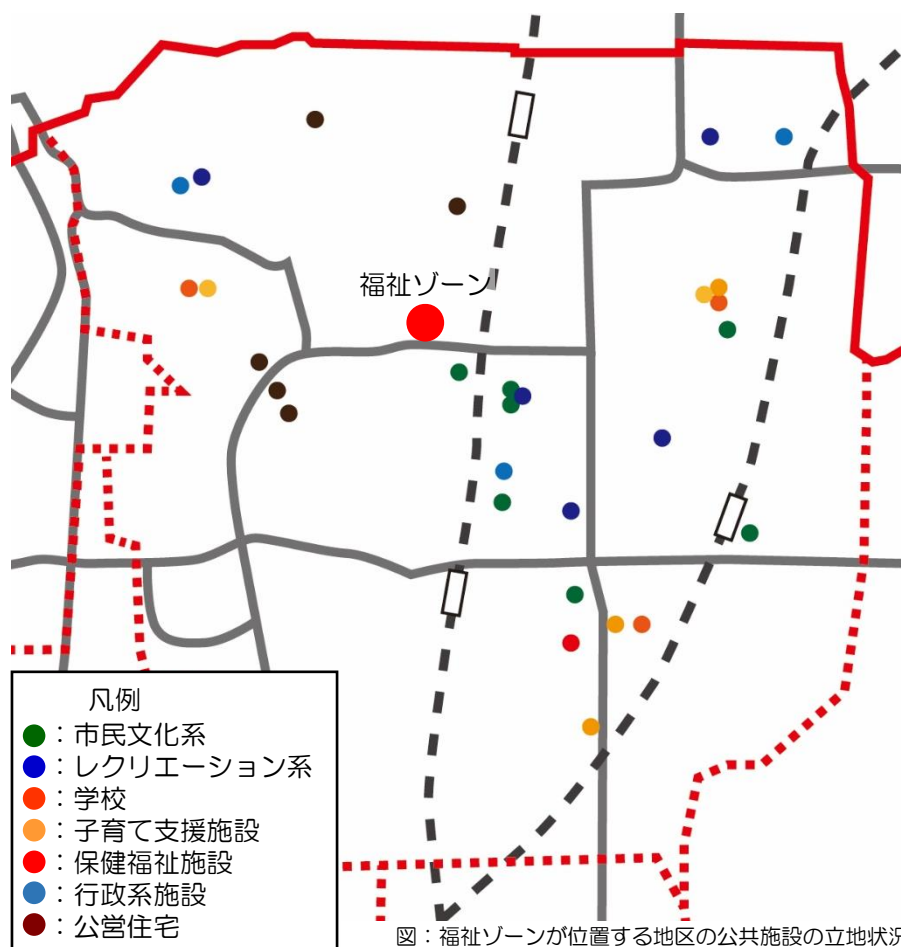 福祉ゾーン
凡例
：市民文化系
：レクリエーション系
：学校
：子育て支援施設
：保健福祉施設
：行政系施設
：公営住宅
図：福祉ゾーンが位置する地区の公共施設の立地状況